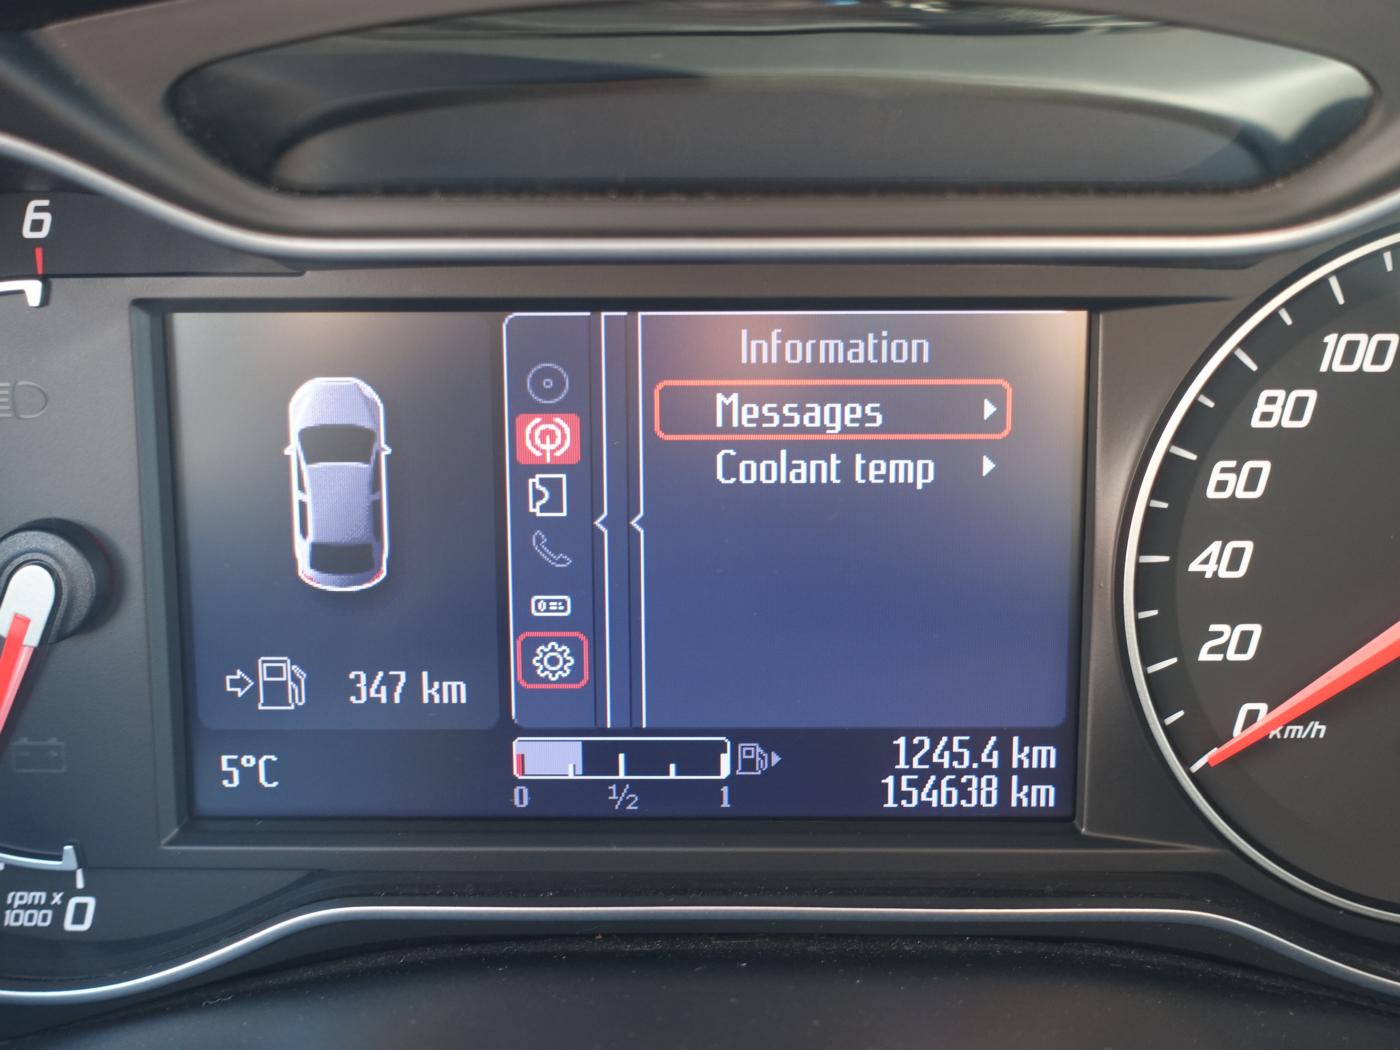 6
Information
Messages
Coolant temp
347 km
5°C
0 ½ 1
1245.4 km
154638 km
100
80
60
40
20
0 km/h
rpm x
1000 0